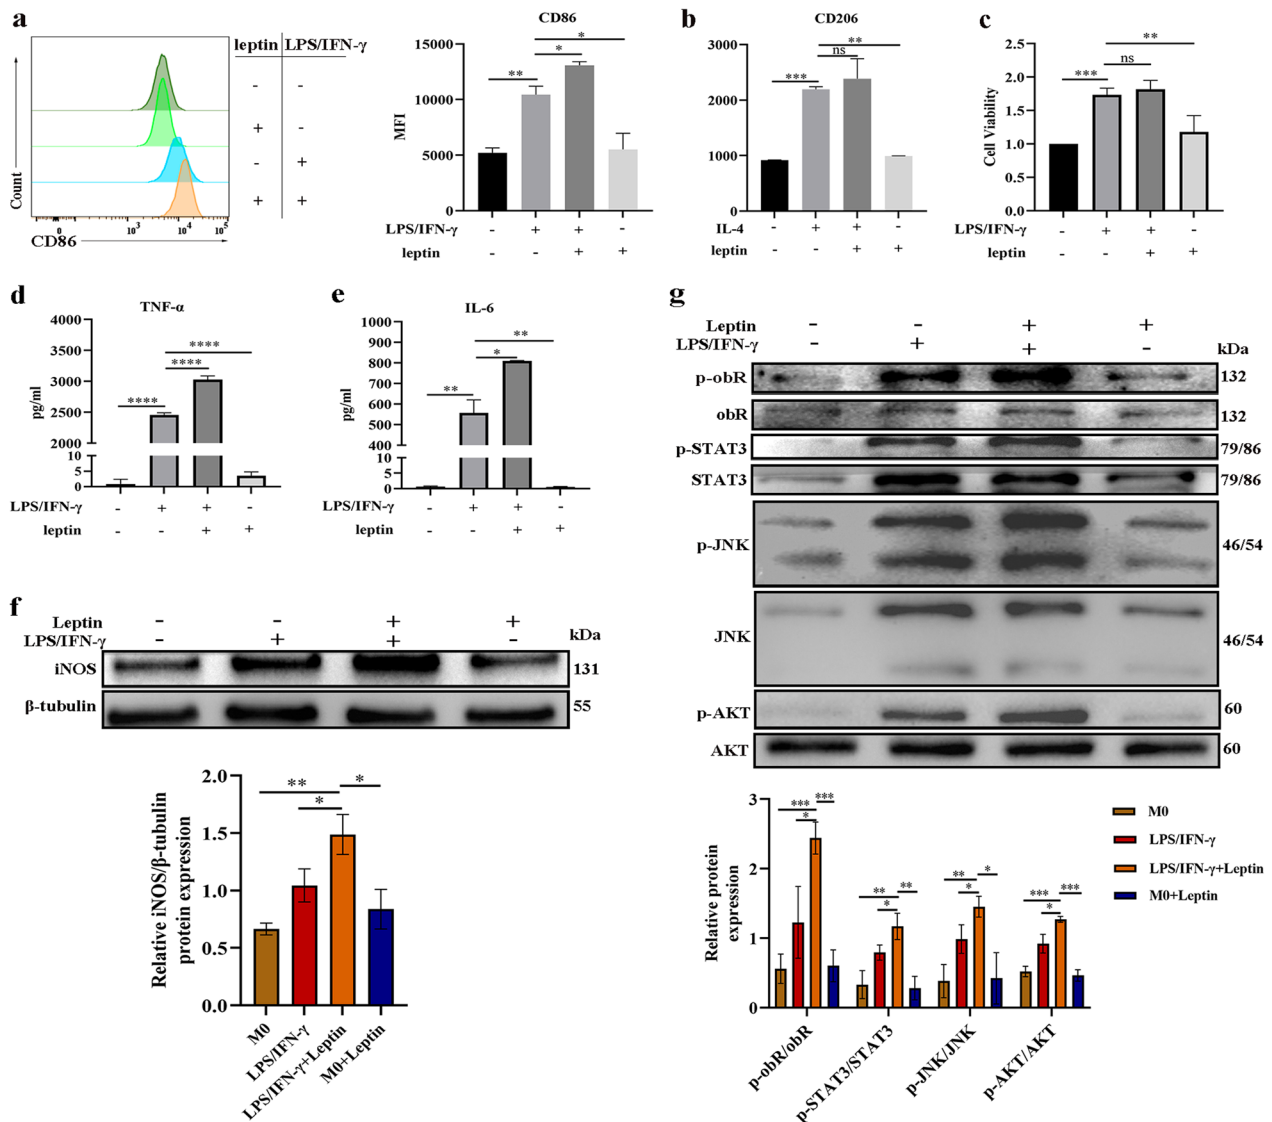 a
leptin LPS/IFN-γ
- -
+ -
- +
+ +
Count
0 10³ 10⁴ 10⁵
CD86
CD86
MFI
15000
10000
5000
0
** * *
LPS/IFN-γ - + + -
leptin - - + +
b
CD206
3000
2000
1000
0
*** ns **
IL-4 - + + -
leptin - - + +
c
Cell Viability
2.5
2.0
1.5
1.0
0.5
0.0
*** ns **
LPS/IFN-γ - + + -
leptin - - + +
d
TNF-α
pg/ml
4000
3500
3000
2500
2000
10
5
0
**** **** ****
LPS/IFN-γ - + + -
leptin - - + +
e
IL-6
pg/ml
1000
900
800
700
600
500
400
10
5
0
** * **
LPS/IFN-γ - + + -
leptin - - + +
f
Leptin - - + +
LPS/IFN-γ - + + -
kDa
iNOS 131
β-tubulin 55
Relative iNOS/β-tubulin
protein expression
2.0
1.5
1.0
0.5
0.0
** * *
M0
LPS/IFN-γ
LPS/IFN-γ+Leptin
M0+Leptin
g
Leptin - - + +
LPS/IFN-γ - + + -
kDa
p-obR 132
obR 132
p-STAT3 79/86
STAT3 79/86
p-JNK 46/54
JNK 46/54
p-AKT 60
AKT 60
Relative protein
expression
3
2
1
0
*** * ***
** * **
** * *
*** * ***
p-obR/obR
p-STAT3/STAT3
p-JNK/JNK
p-AKT/AKT
M0
LPS/IFN-γ
LPS/IFN-γ+Leptin
M0+Leptin